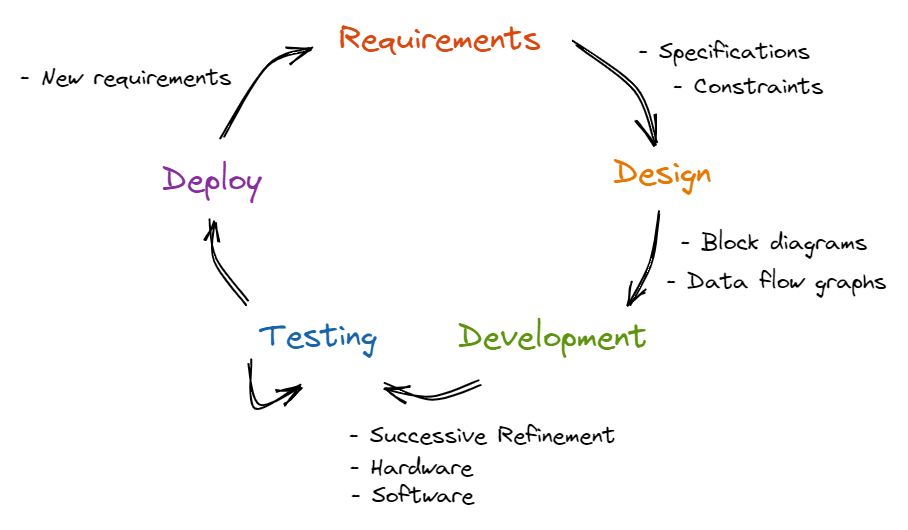 Requirements
- Specifications
- Constraints
- New requirements
Deploy
Design
- Block diagrams
- Data flow graphs
Testing
Development
- Successive Refinement
- Hardware
- Software